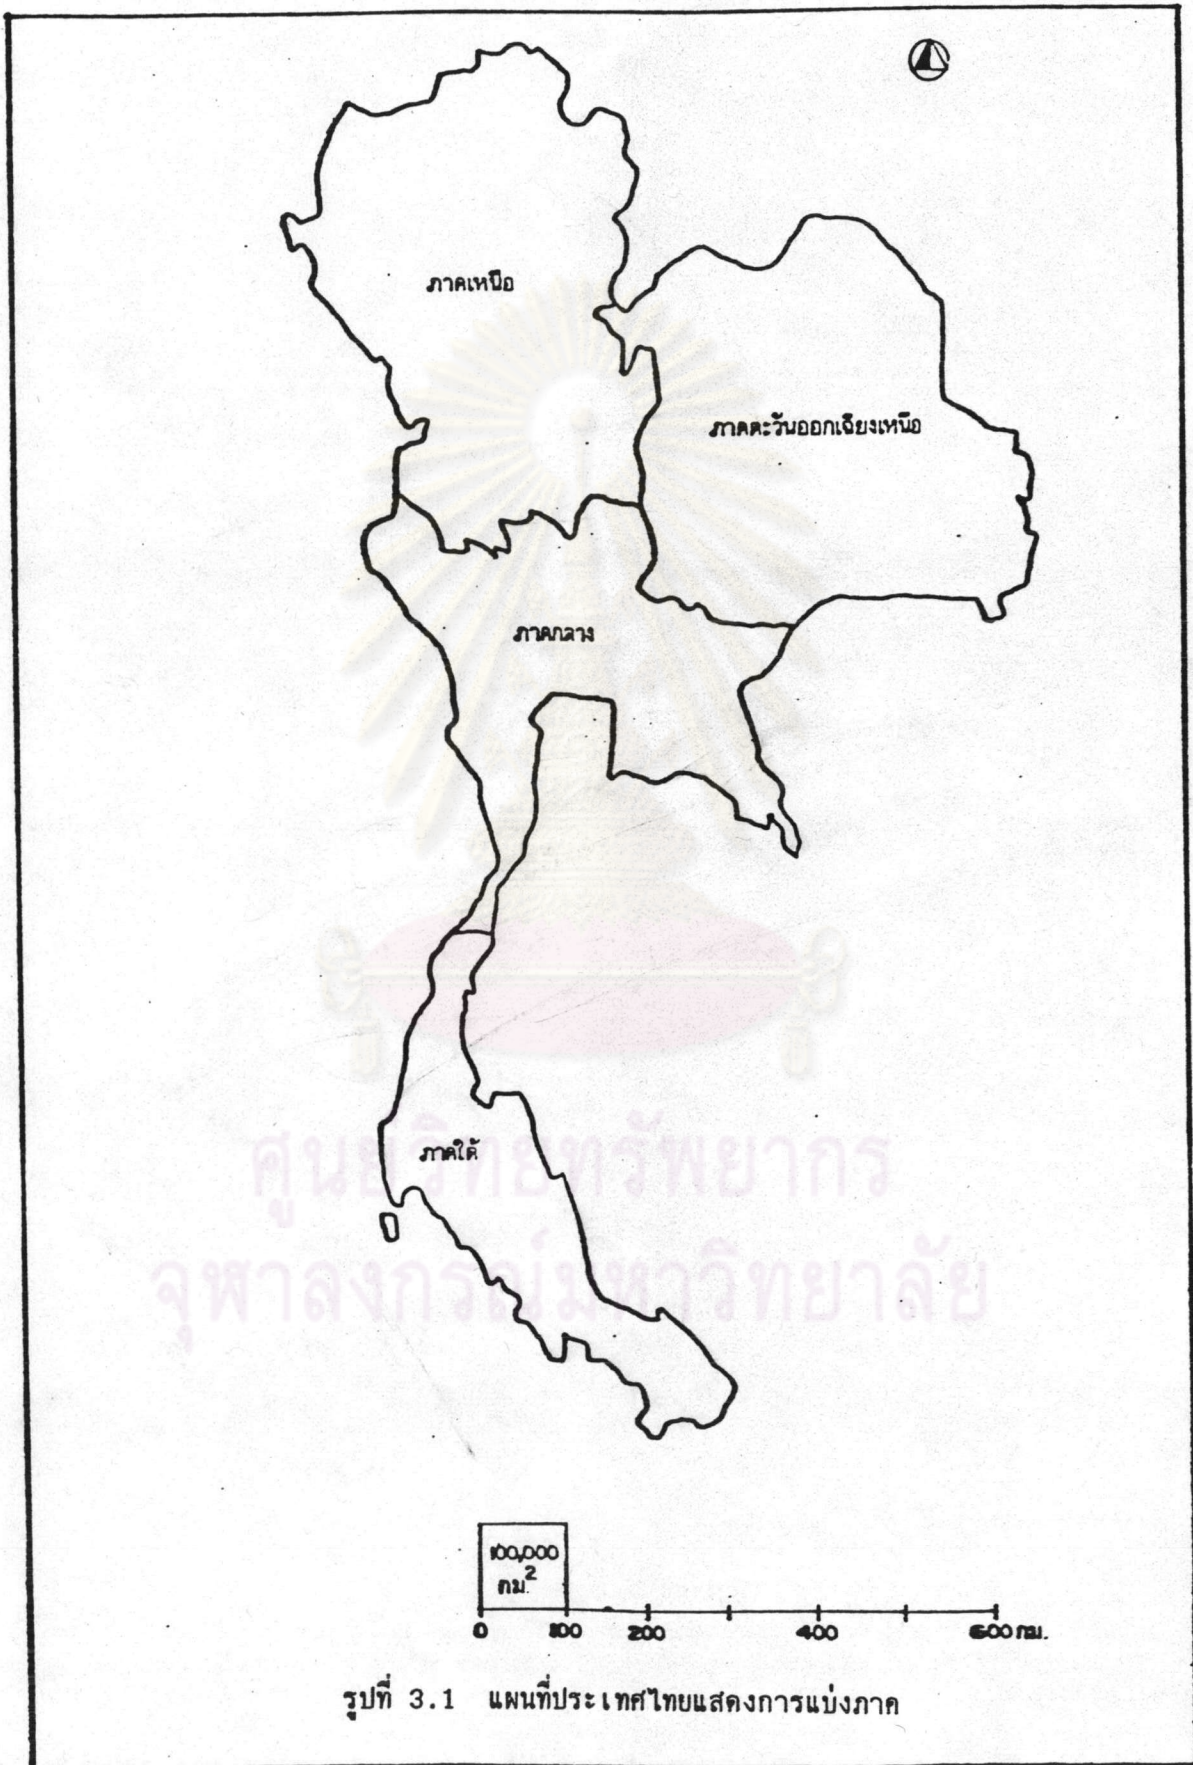 ภาคเหนือ
ภาคตะวันออกเฉียงเหนือ
ภาคกลาง
ภาคใต้
ศูนย์วิทยทรัพยากร
จุฬาลงกรณ์มหาวิทยาลัย
100,000
กม.²
0 100 200 400 600 กม.
รูปที่ 3.1 แผนที่ประเทศไทยแสดงการแบ่งภาค